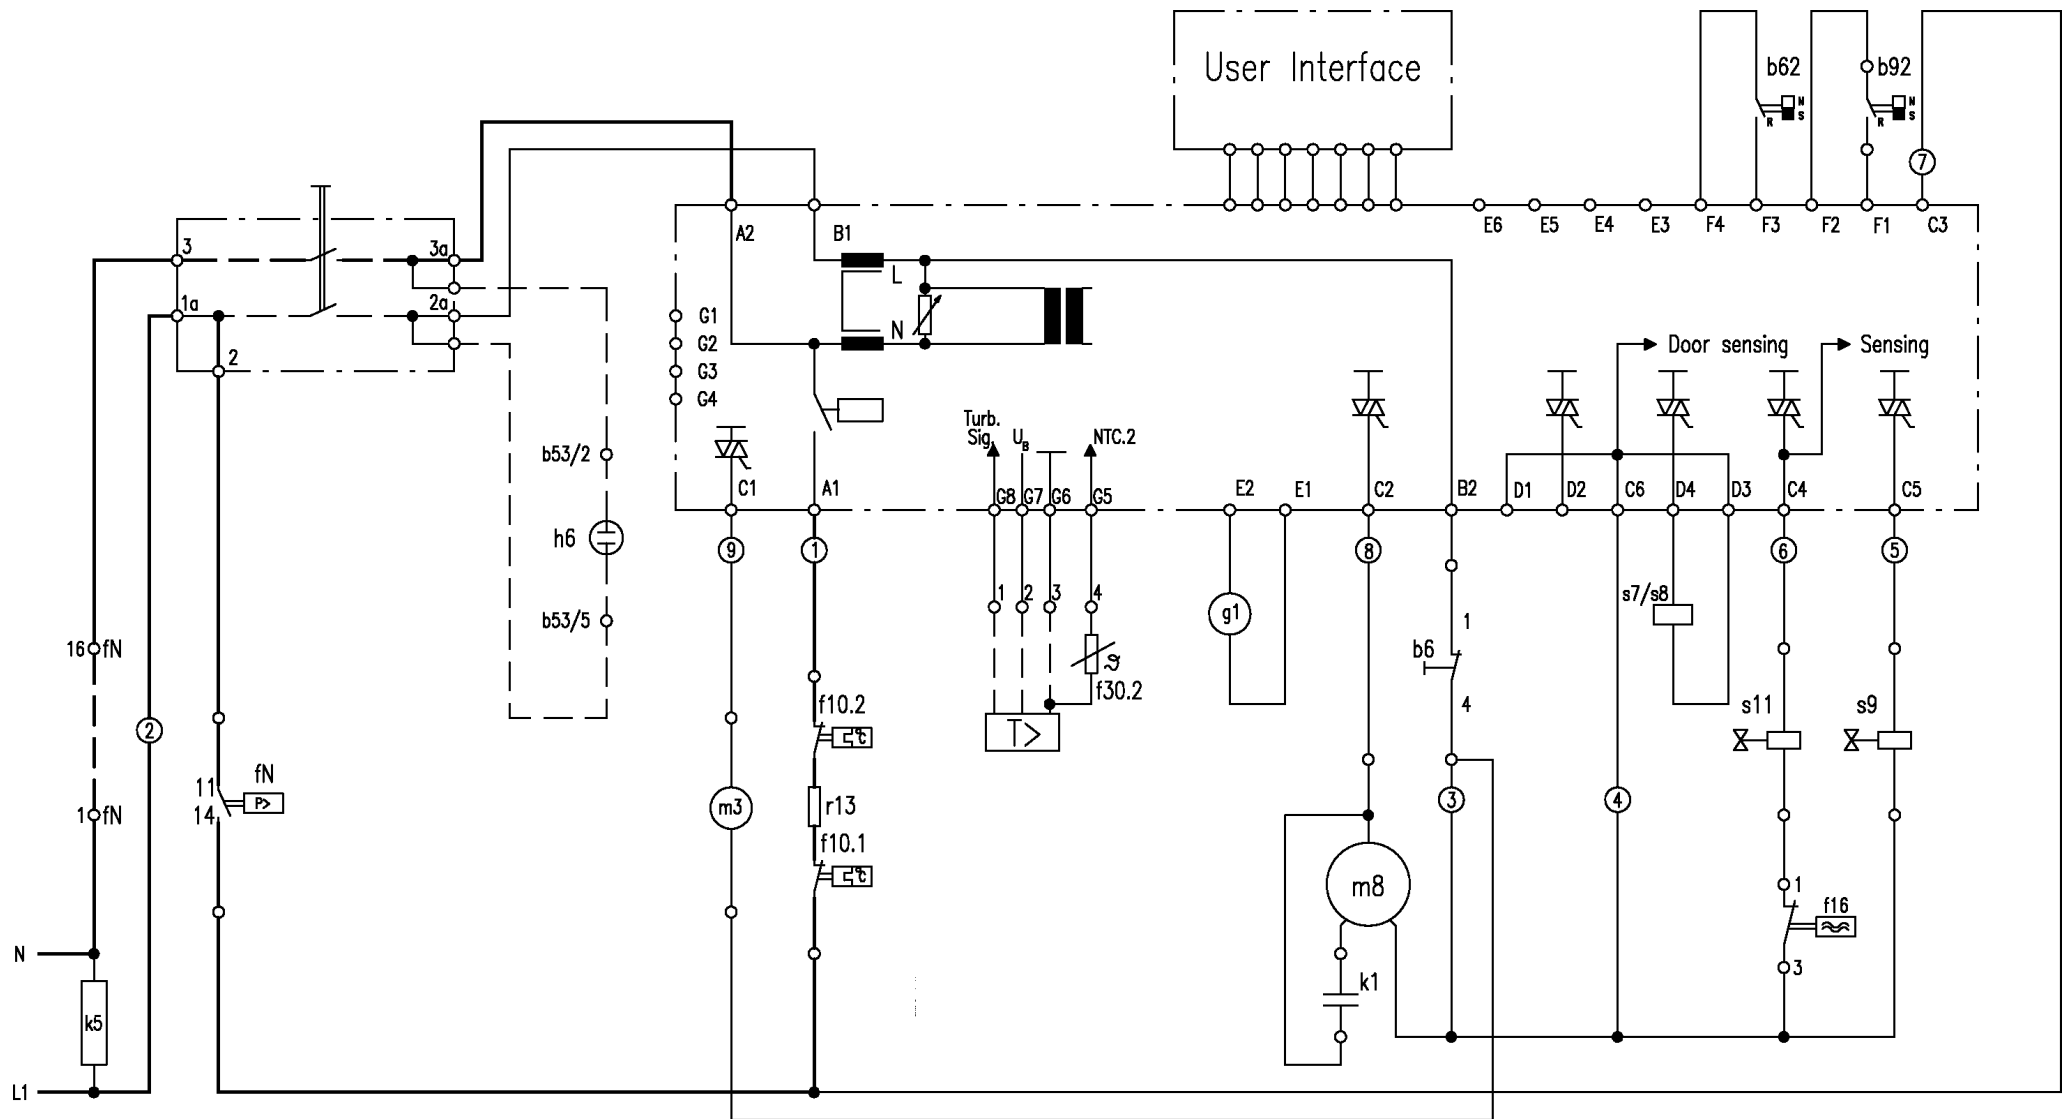 User Interface
b62
b92
N
S
R
N
S
R
7
E6
E5
E4
E3
F4
F3
F2
F1
C3
A2
B1
3
3a
1a
2a
2
L
N
G1
G2
G3
G4
Door sensing
Sensing
Turb.
Sig.
UB
NTC.2
C1
A1
G8
G7
G6
G5
E2
E1
C2
B2
D1
D2
C6
D4
D3
C4
C5
b53/2
h6
b53/5
9
1
8
6
5
1
2
3
4
g1
1
b6
4
s7/s8
ϑ
f30.2
T>
16
fN
1
fN
2
11
14
fN
P>
f10.2
°C
r13
f10.1
°C
m3
3
4
s11
s9
m8
k1
1
f16
3
N
k5
L1